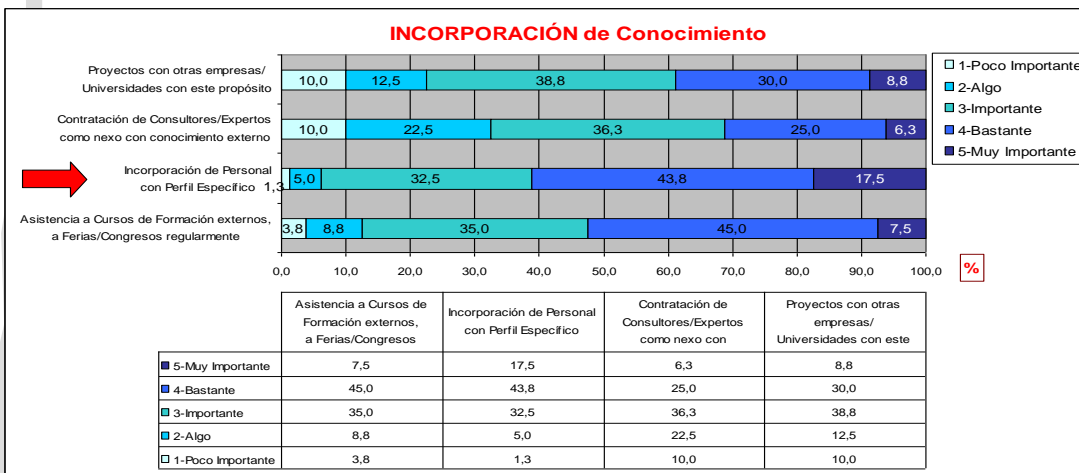 INCORPORACIÓN de Conocimiento
Proyectos con otras empresas/
Universidades con este propósito
10,0 12,5 38,8 30,0 8,8
Contratación de Consultores/Expertos
como nexo con conocimiento externo
10,0 22,5 36,3 25,0 6,3
Incorporación de Personal
con Perfil Específico
1,3 5,0 32,5 43,8 17,5
Asistencia a Cursos de Formación externos,
a Ferias/Congresos regularmente
3,8 8,8 35,0 45,0 7,5
0,0 10,0 20,0 30,0 40,0 50,0 60,0 70,0 80,0 90,0 100,0
%
1-Poco Importante
2-Algo
3-Importante
4-Bastante
5-Muy Importante
Asistencia a Cursos de
Formación externos,
a Ferias/Congresos
Incorporación de Personal
con Perfil Específico
Contratación de
Consultores/Expertos
como nexo con
Proyectos con otras
empresas/
Universidades con este
5-Muy Importante 7,5 17,5 6,3 8,8
4-Bastante 45,0 43,8 25,0 30,0
3-Importante 35,0 32,5 36,3 38,8
2-Algo 8,8 5,0 22,5 12,5
1-Poco Importante 3,8 1,3 10,0 10,0